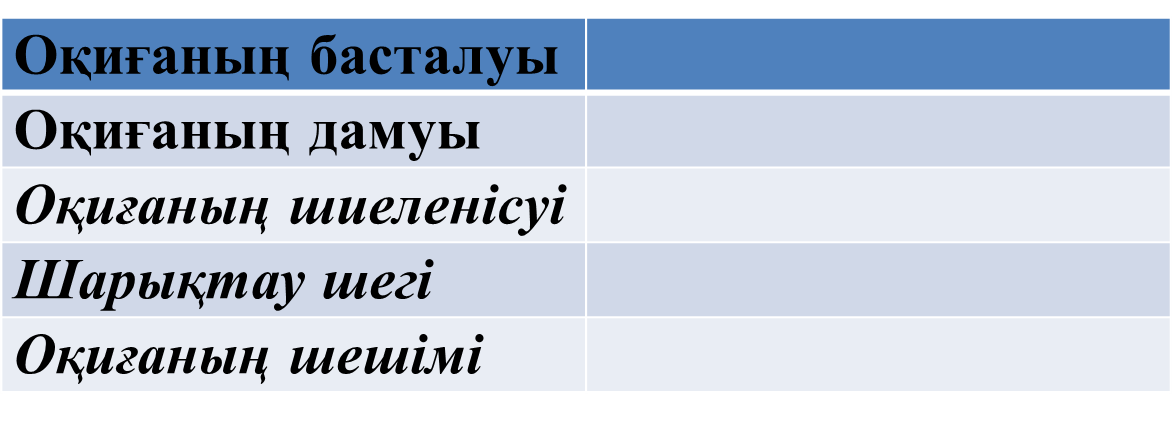 Оқиғаның басталуы
Оқиғаның дамуы
Оқиғаның шиеленісуі
Шарықтау шегі
Оқиғаның шешімі